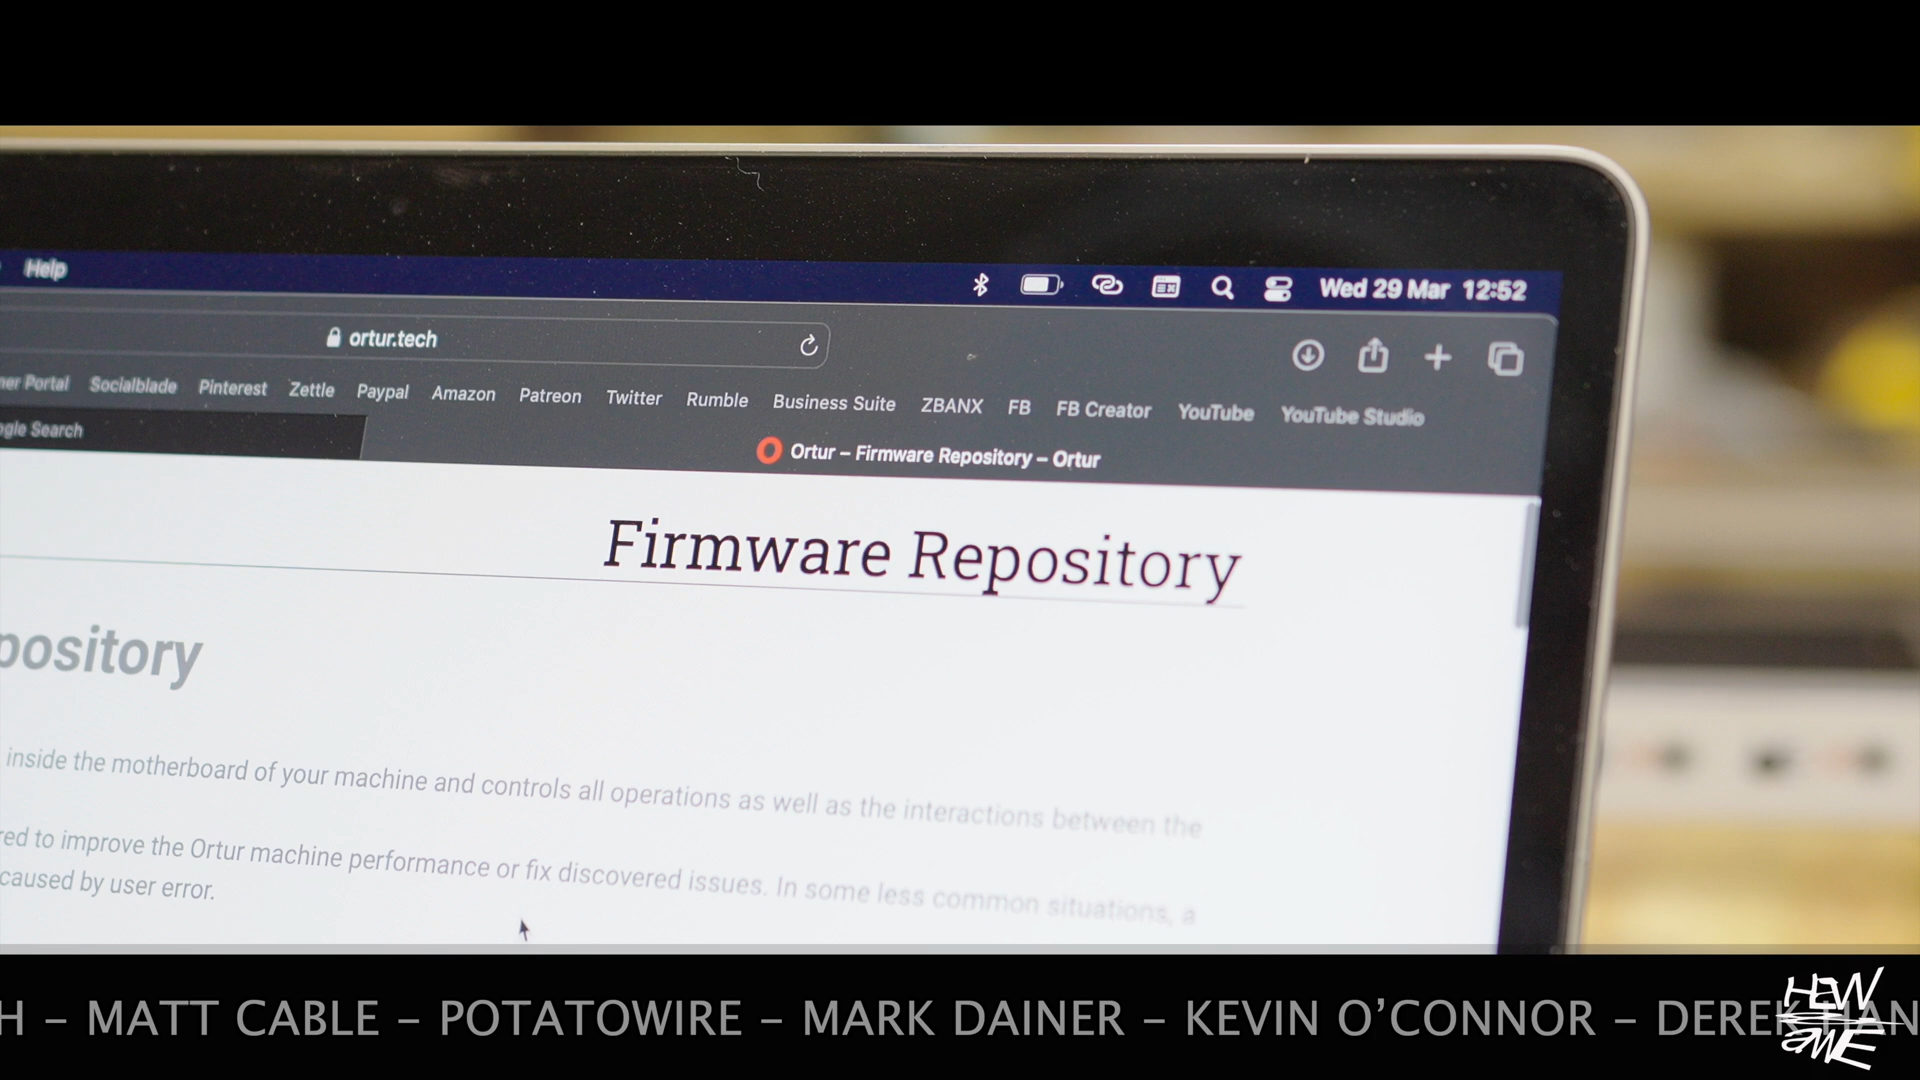 Help
Wed 29 Mar 12:52
ortur.tech
ner Portal Socialblade Pinterest Zettle Paypal Amazon Patreon Twitter Rumble Business Suite ZBANX FB FB Creator YouTube YouTube Studio
ogle Search
Ortur – Firmware Repository – Ortur
Firmware Repository
pository
inside the motherboard of your machine and controls all operations as well as the interactions between the
red to improve the Ortur machine performance or fix discovered issues. In some less common situations, a
caused by user error.
H – MATT CABLE – POTATOWIRE – MARK DAINER – KEVIN O’CONNOR – DEREK HAN
HEW
aWE